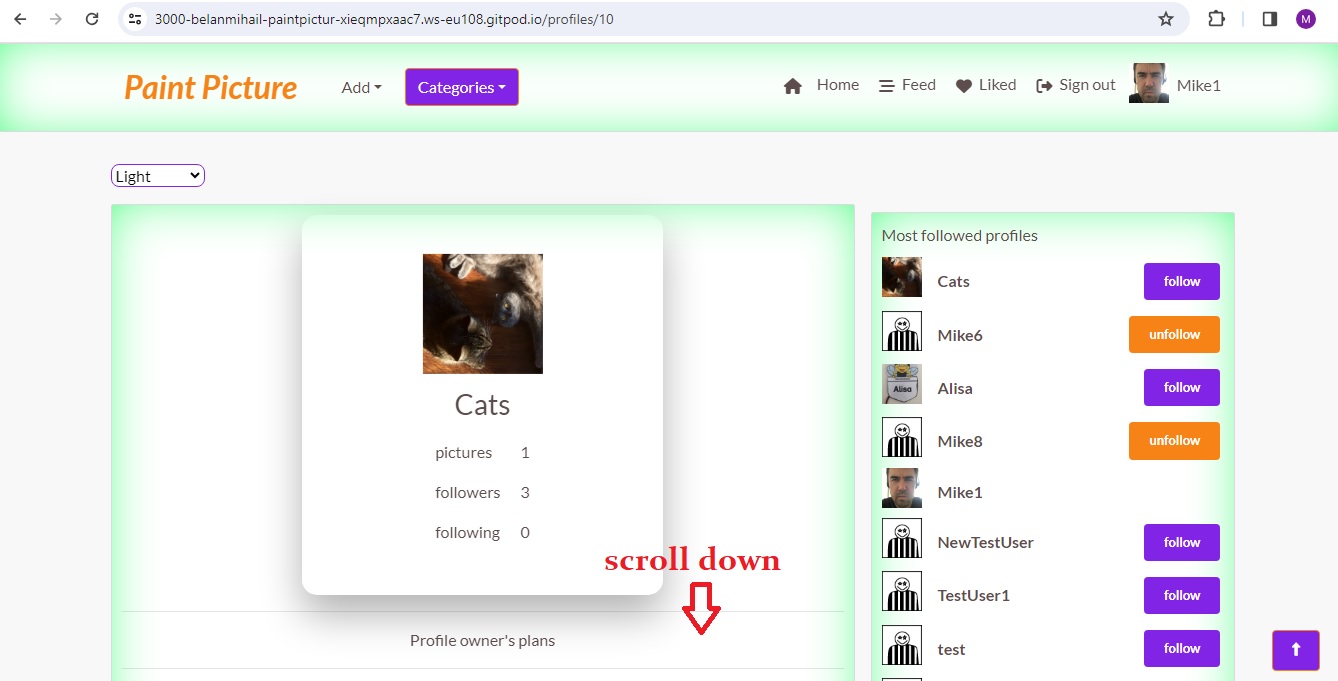 3000-belanmihail-paintpictur-xieqmpxaac7.ws-eu108.gitpod.io/profiles/10
M
Paint Picture
Add
Categories
Home
Feed
Liked
Sign out
Mike1
Light
Cats
pictures 1
followers 3
following 0
scroll down
Profile owner's plans
Most followed profiles
Cats follow
Mike6 unfollow
Alisa
Alisa follow
Mike8 unfollow
Mike1
NewTestUser follow
TestUser1 follow
test follow